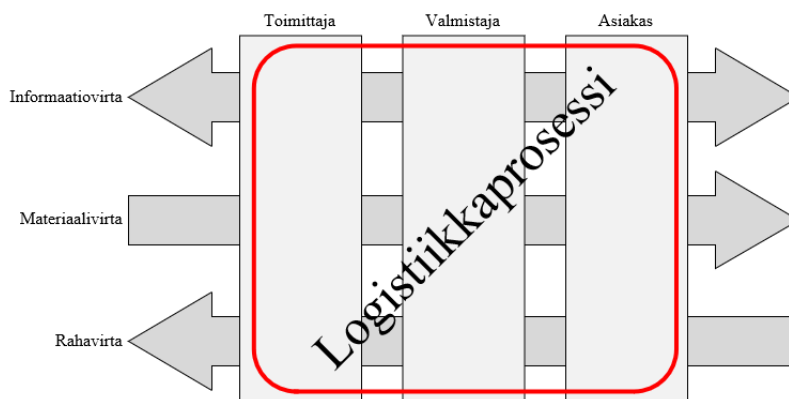 Toimittaja
Valmistaja
Asiakas
Informaatiovirta
Materiaalivirta
Rahavirta
Logistiikkaprosessi